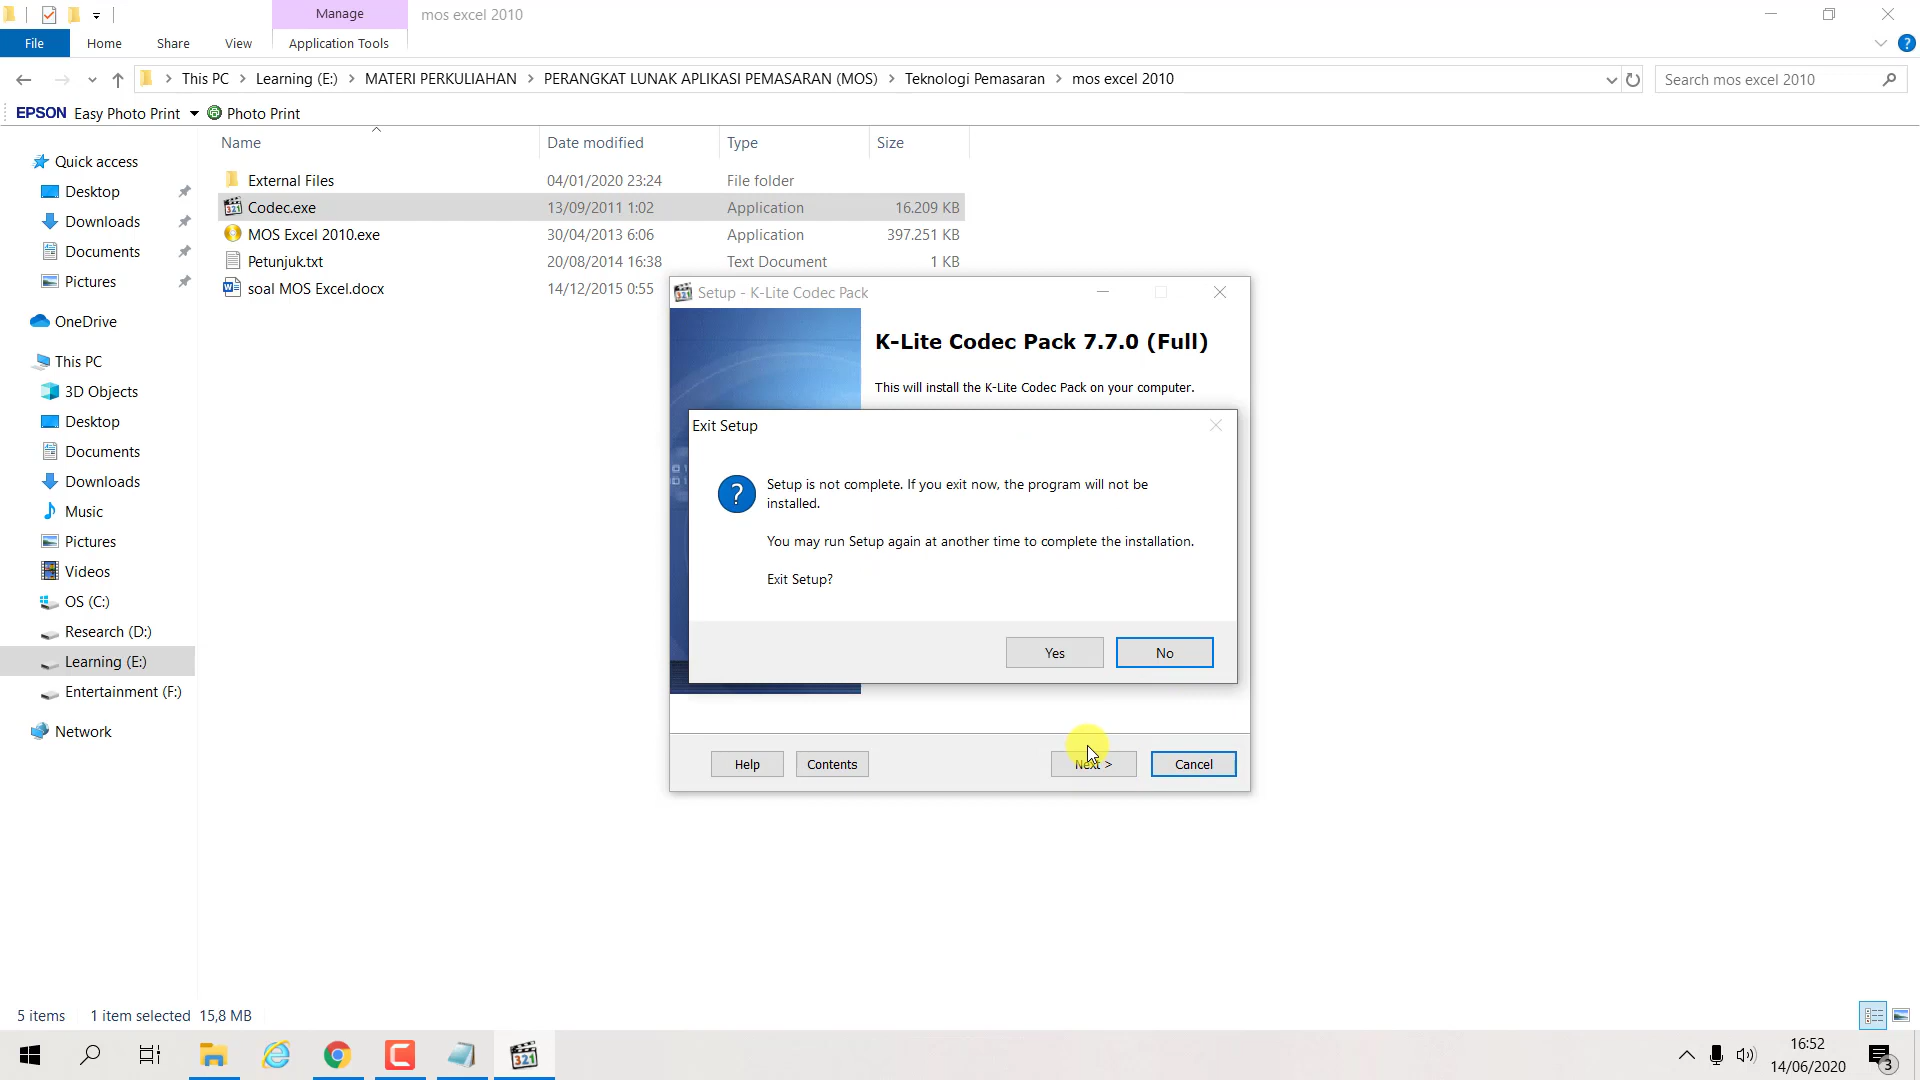 Manage
mos excel 2010
File
Home
Share
View
Application Tools
This PC
Learning (E:)
MATERI PERKULIAHAN
PERANGKAT LUNAK APLIKASI PEMASARAN (MOS)
Teknologi Pemasaran
mos excel 2010
Search mos excel 2010
EPSON Easy Photo Print
Photo Print
Name
Date modified
Type
Size
Quick access
Desktop
Downloads
Documents
Pictures
OneDrive
This PC
3D Objects
Desktop
Documents
Downloads
Music
Pictures
Videos
OS (C:)
Research (D:)
Learning (E:)
Entertainment (F:)
Network
External Files 04/01/2020 23:24 File folder
Codec.exe 13/09/2011 1:02 Application 16.209 KB
MOS Excel 2010.exe 30/04/2013 6:06 Application 397.251 KB
Petunjuk.txt 20/08/2014 16:38 Text Document 1 KB
soal MOS Excel.docx 14/12/2015 0:55
Setup - K-Lite Codec Pack
K-Lite Codec Pack 7.7.0 (Full)
This will install the K-Lite Codec Pack on your computer.
Exit Setup
?
Setup is not complete. If you exit now, the program will not be
installed.
You may run Setup again at another time to complete the installation.
Exit Setup?
Yes
No
Help
Contents
Next >
Cancel
5 items
1 item selected 15,8 MB
321
16:52
14/06/2020
3